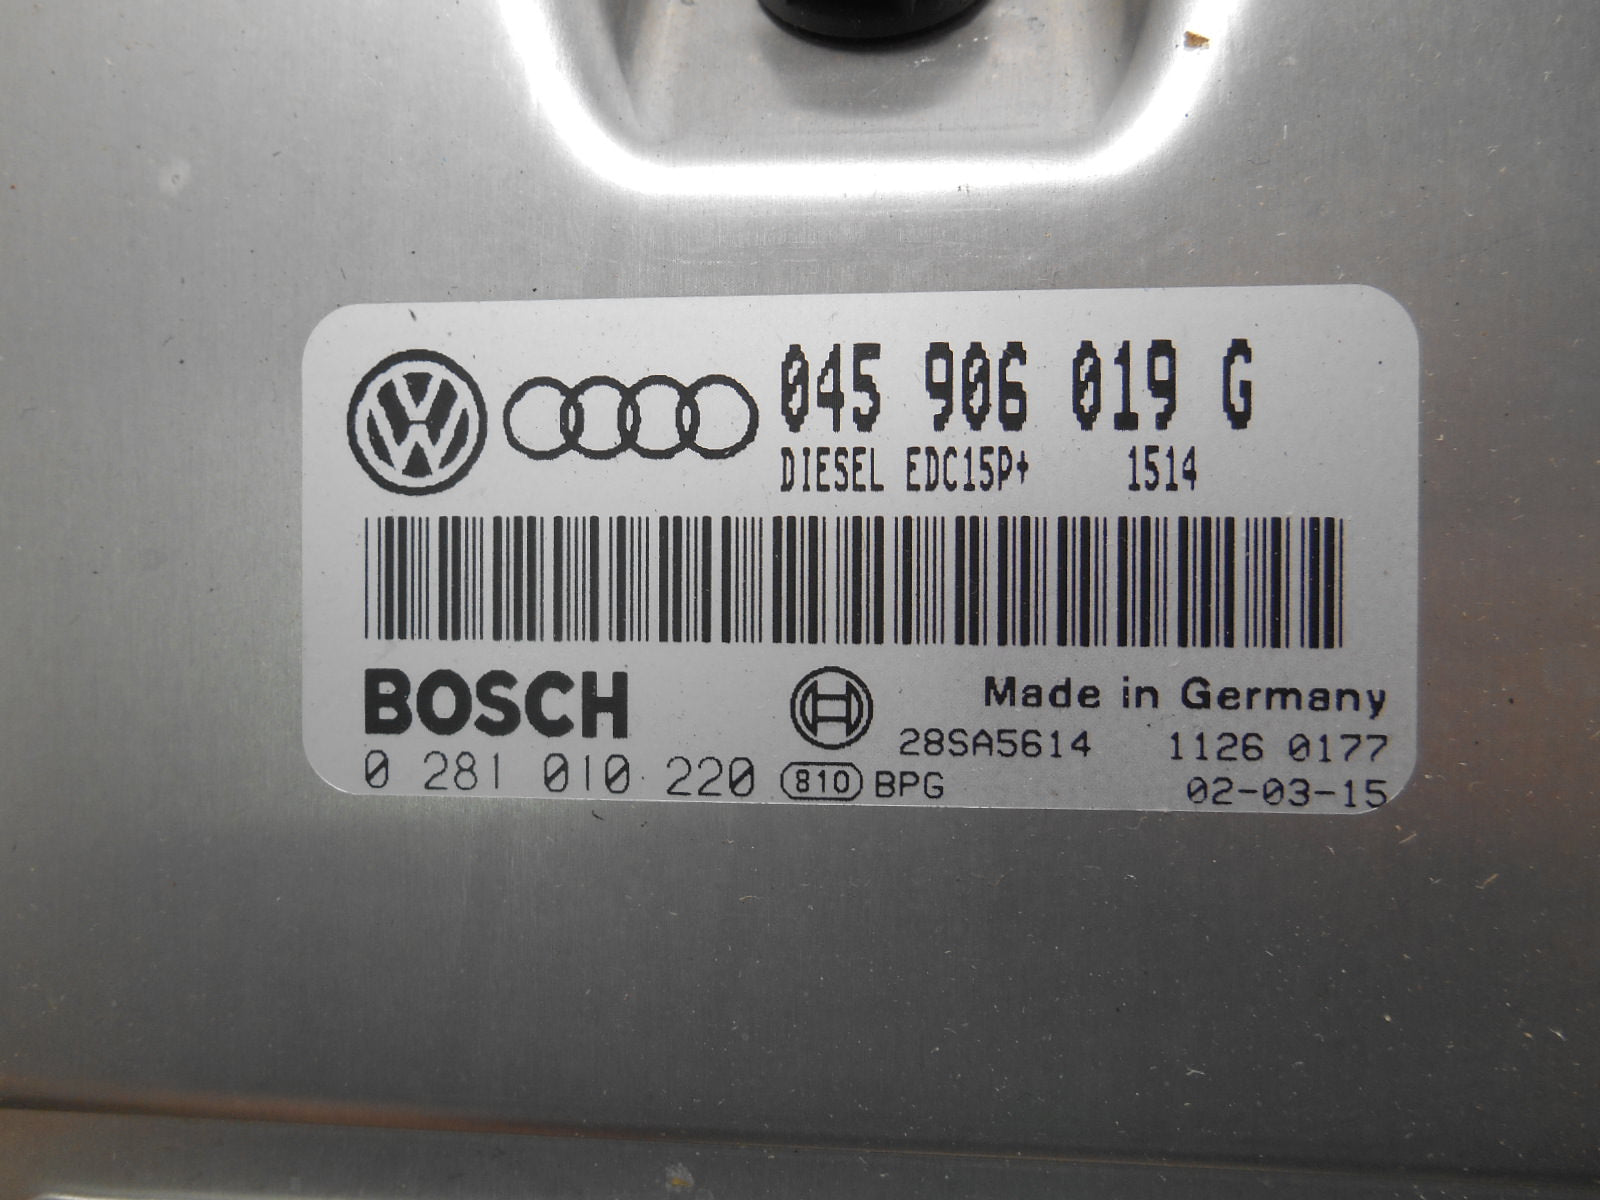 045 906 019 G
DIESEL EDC15P+ 1514
BOSCH
Made in Germany
28SA5614 1126 0177
0 281 010 220 810 BPG 02-03-15